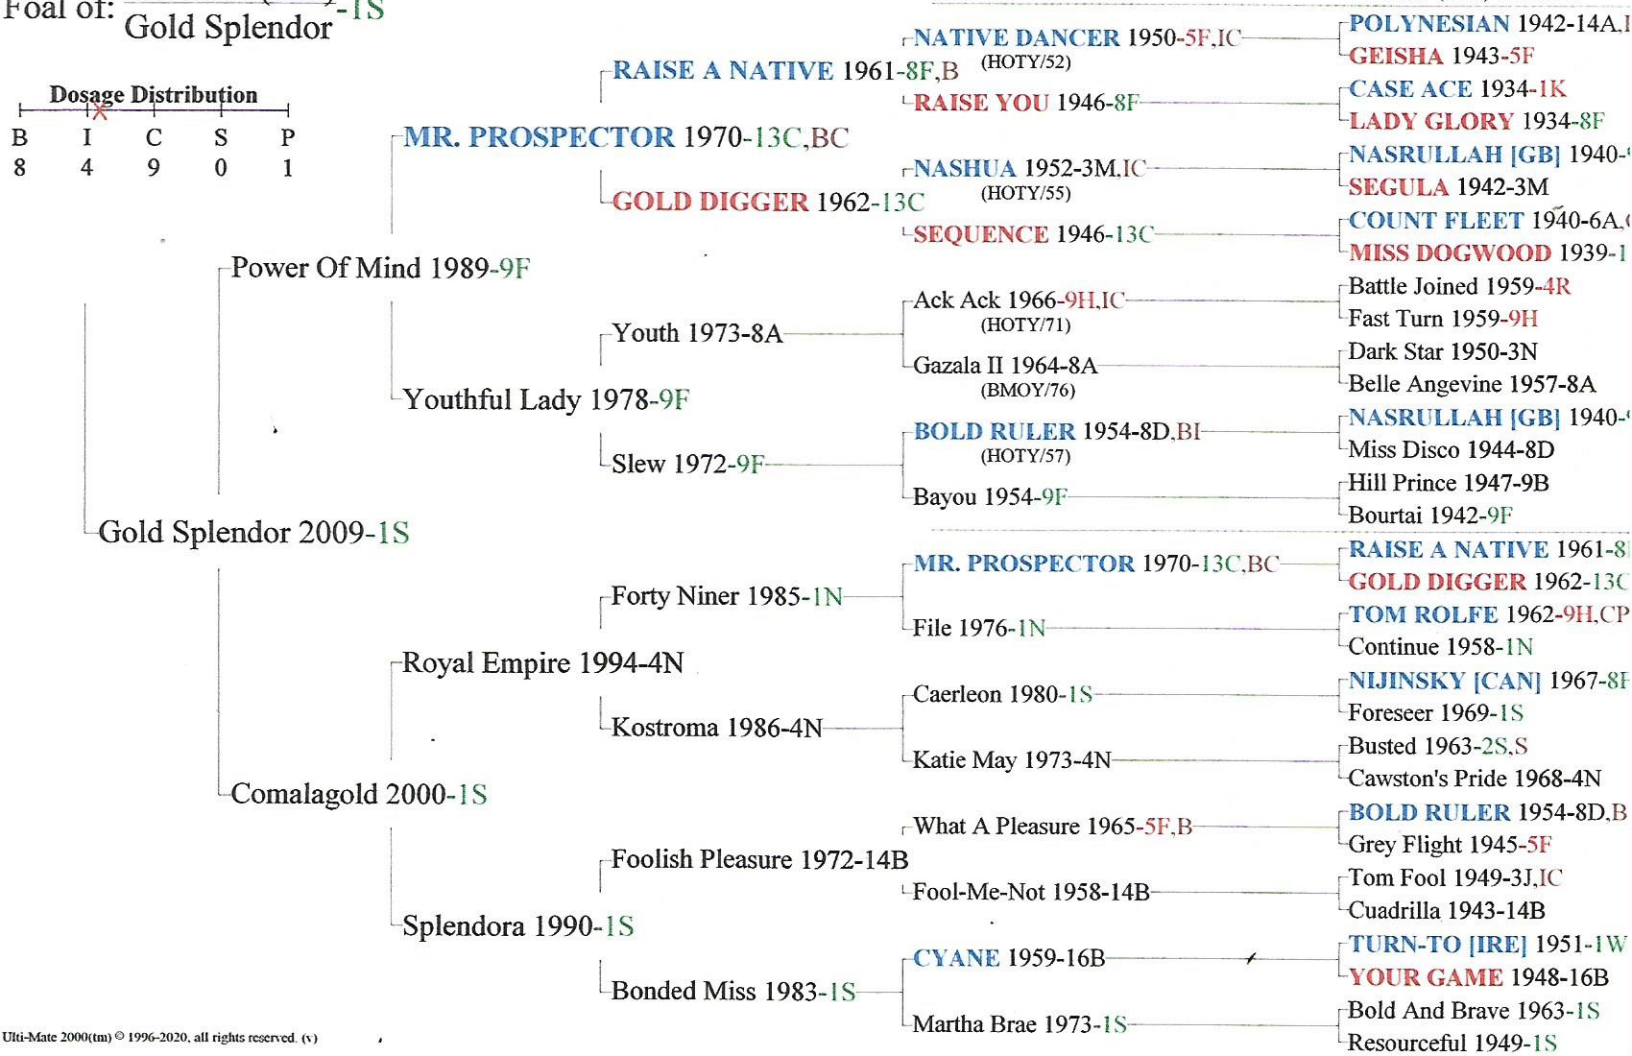 Foal of:
-1S
Gold Splendor
Dosage Distribution
B I C S P
8 4 9 0 1
POLYNESIAN 1942-14A,I
NATIVE DANCER 1950-5F,IC
(HOTY/52)
GEISHA 1943-5F
RAISE A NATIVE 1961-8F,B
CASE ACE 1934-1K
RAISE YOU 1946-8F
LADY GLORY 1934-8F
MR. PROSPECTOR 1970-13C,BC
NASRULLAH [GB] 1940-
NASHUA 1952-3M,IC
(HOTY/55)
SEGULA 1942-3M
GOLD DIGGER 1962-13C
COUNT FLEET 1940-6A,
SEQUENCE 1946-13C
MISS DOGWOOD 1939-1
Power Of Mind 1989-9F
Battle Joined 1959-4R
Ack Ack 1966-9H,IC
(HOTY/71)
Fast Turn 1959-9H
Youth 1973-8A
Dark Star 1950-3N
Gazala II 1964-8A
(BMOY/76)
Belle Angevine 1957-8A
Youthful Lady 1978-9F
NASRULLAH [GB] 1940-
BOLD RULER 1954-8D,BI
(HOTY/57)
Miss Disco 1944-8D
Slew 1972-9F
Hill Prince 1947-9B
Bayou 1954-9F
Bourtai 1942-9F
Gold Splendor 2009-1S
RAISE A NATIVE 1961-8
MR. PROSPECTOR 1970-13C,BC
GOLD DIGGER 1962-13C
Forty Niner 1985-1N
TOM ROLFE 1962-9H,CP
File 1976-1N
Continue 1958-1N
Royal Empire 1994-4N
NIJINSKY [CAN] 1967-8F
Caerleon 1980-1S
Foreseer 1969-1S
Kostroma 1986-4N
Busted 1963-2S,S
Katie May 1973-4N
Cawston's Pride 1968-4N
Comalagold 2000-1S
BOLD RULER 1954-8D,B
What A Pleasure 1965-5F,B
Grey Flight 1945-5F
Foolish Pleasure 1972-14B
Tom Fool 1949-3J,IC
Fool-Me-Not 1958-14B
Cuadrilla 1943-14B
Splendora 1990-1S
TURN-TO [IRE] 1951-1W
CYANE 1959-16B
YOUR GAME 1948-16B
Bonded Miss 1983-1S
Bold And Brave 1963-1S
Martha Brae 1973-1S
Resourceful 1949-1S
Ulti-Mate 2000(tm) © 1996-2020, all rights reserved. (v)